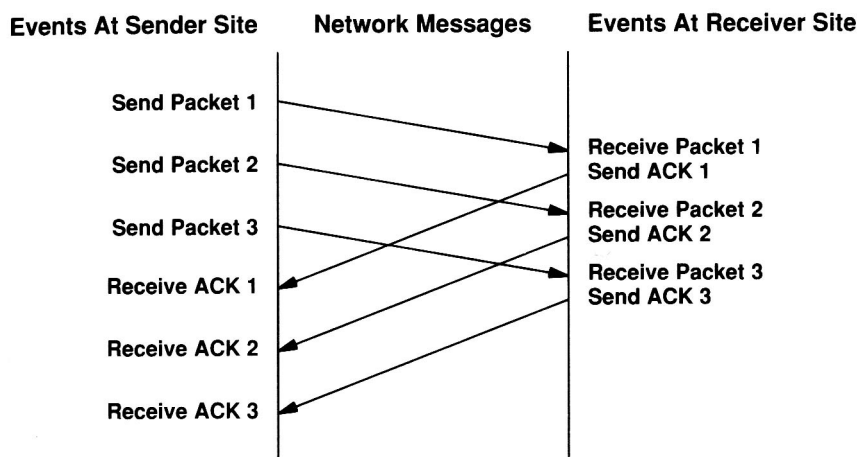 Events At Sender Site
Network Messages
Events At Receiver Site
Send Packet 1
Receive Packet 1
Send ACK 1
Send Packet 2
Receive Packet 2
Send ACK 2
Send Packet 3
Receive Packet 3
Send ACK 3
Receive ACK 1
Receive ACK 2
Receive ACK 3